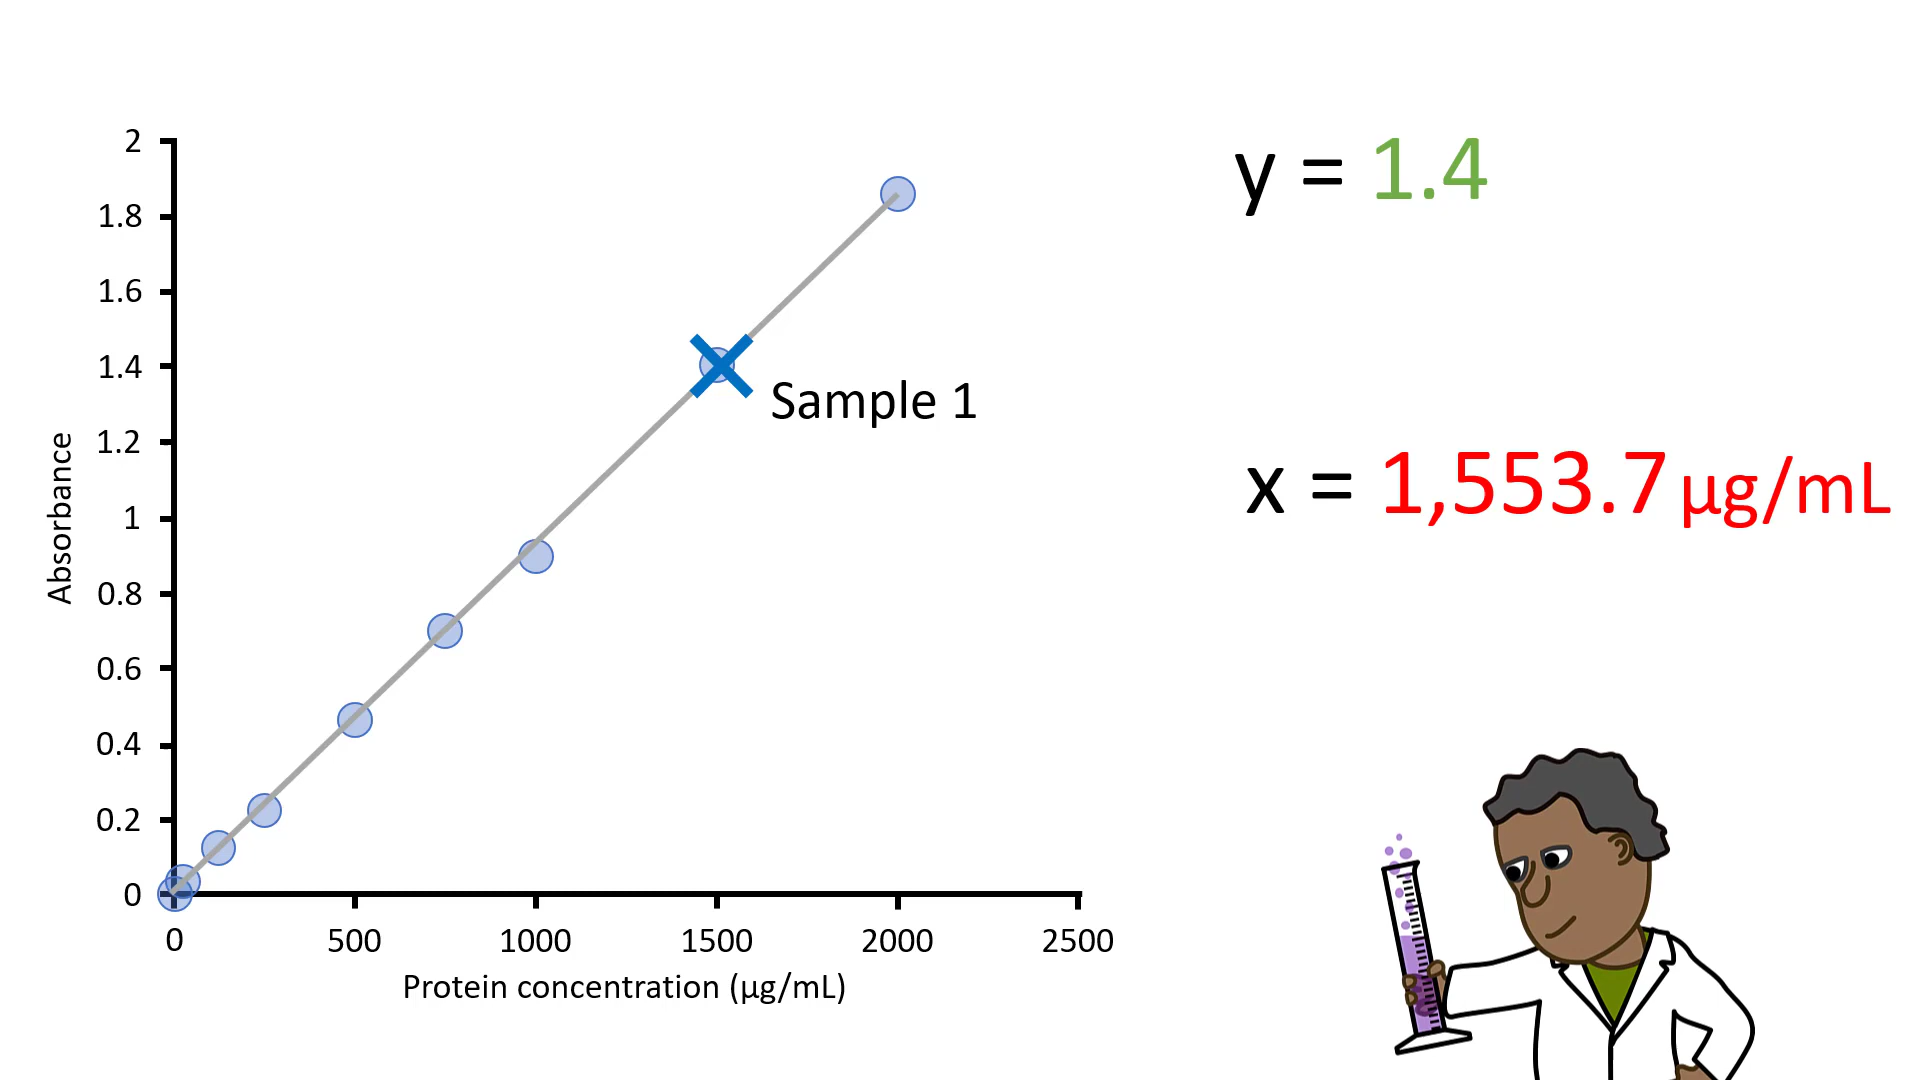 y = 1.4
x = 1,553.7 µg/mL
2
1.8
1.6
1.4
1.2
1
0.8
0.6
0.4
0.2
0
Absorbance
Sample 1
0 500 1000 1500 2000 2500
Protein concentration (µg/mL)